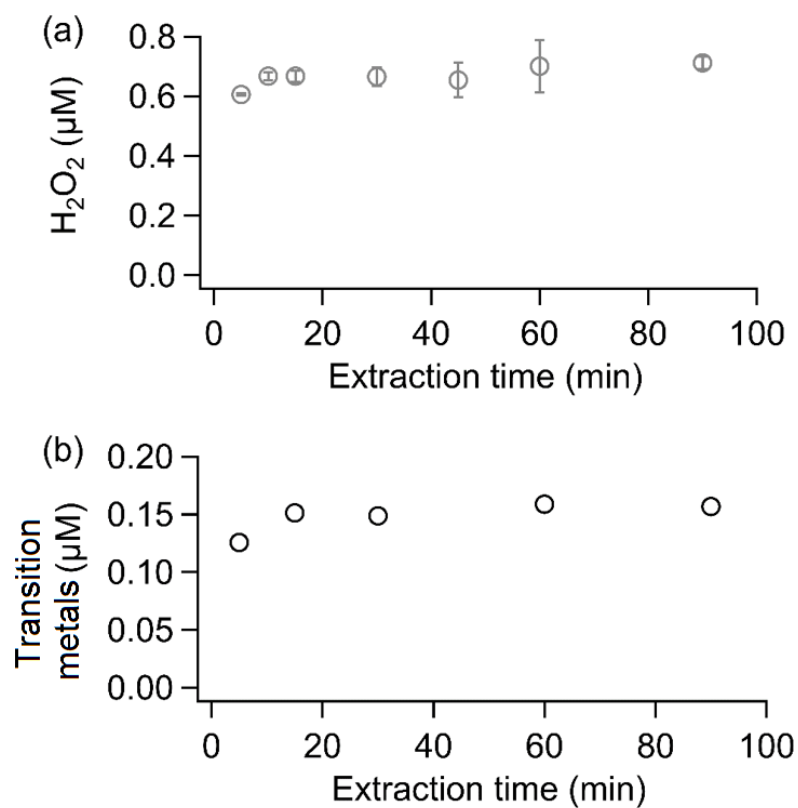 (a)
0.8
0.6
0.4
0.2
0.0
H₂O₂ (µM)
0 20 40 60 80 100
Extraction time (min)
(b)
0.20
0.15
0.10
0.05
0.00
Transition
metals (µM)
0 20 40 60 80 100
Extraction time (min)